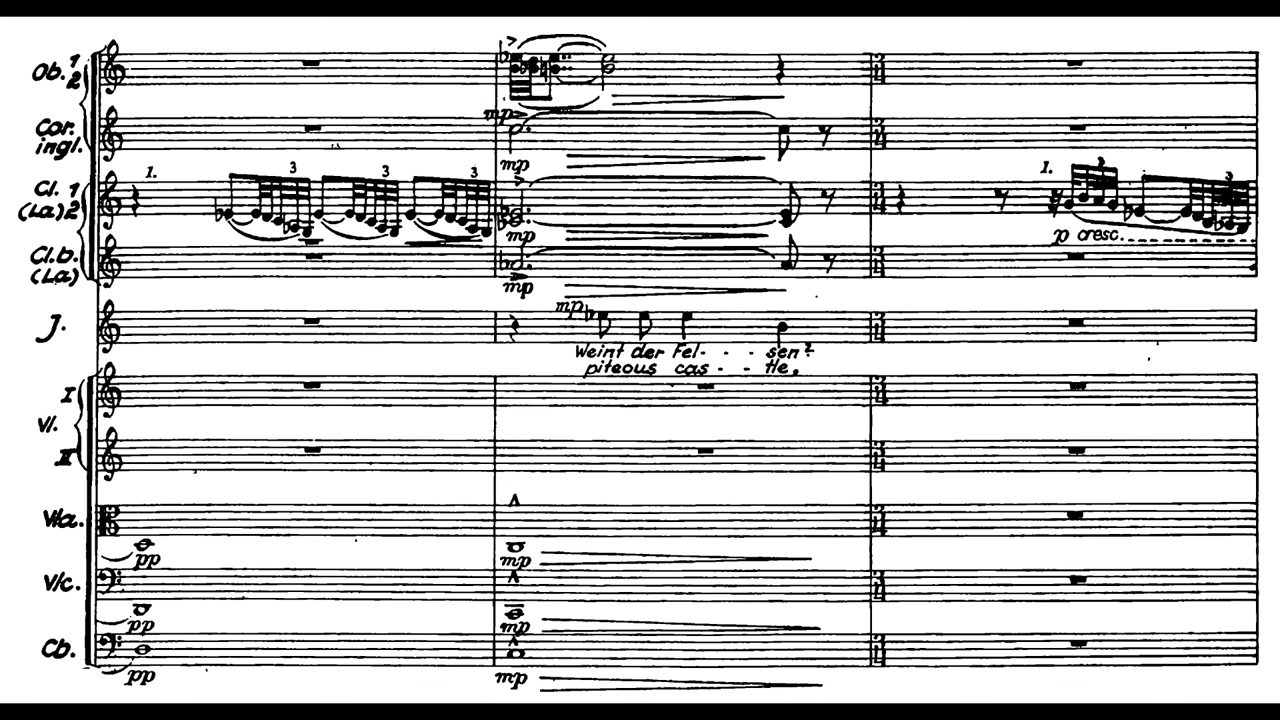 Ob. 1 2
mp
Cor. ingl.
mp
1.
3 3 3
1.
3 3
Cl. 1 (La) 2
mp
p cresc.
Cl.b. (La)
mp
J.
mp
Weint der Fel- - - sen?
piteous cas - - tle,
I
Vl.
II
3 4
Vla.
pp
mp
V/c.
pp
mp
Cb.
pp
mp